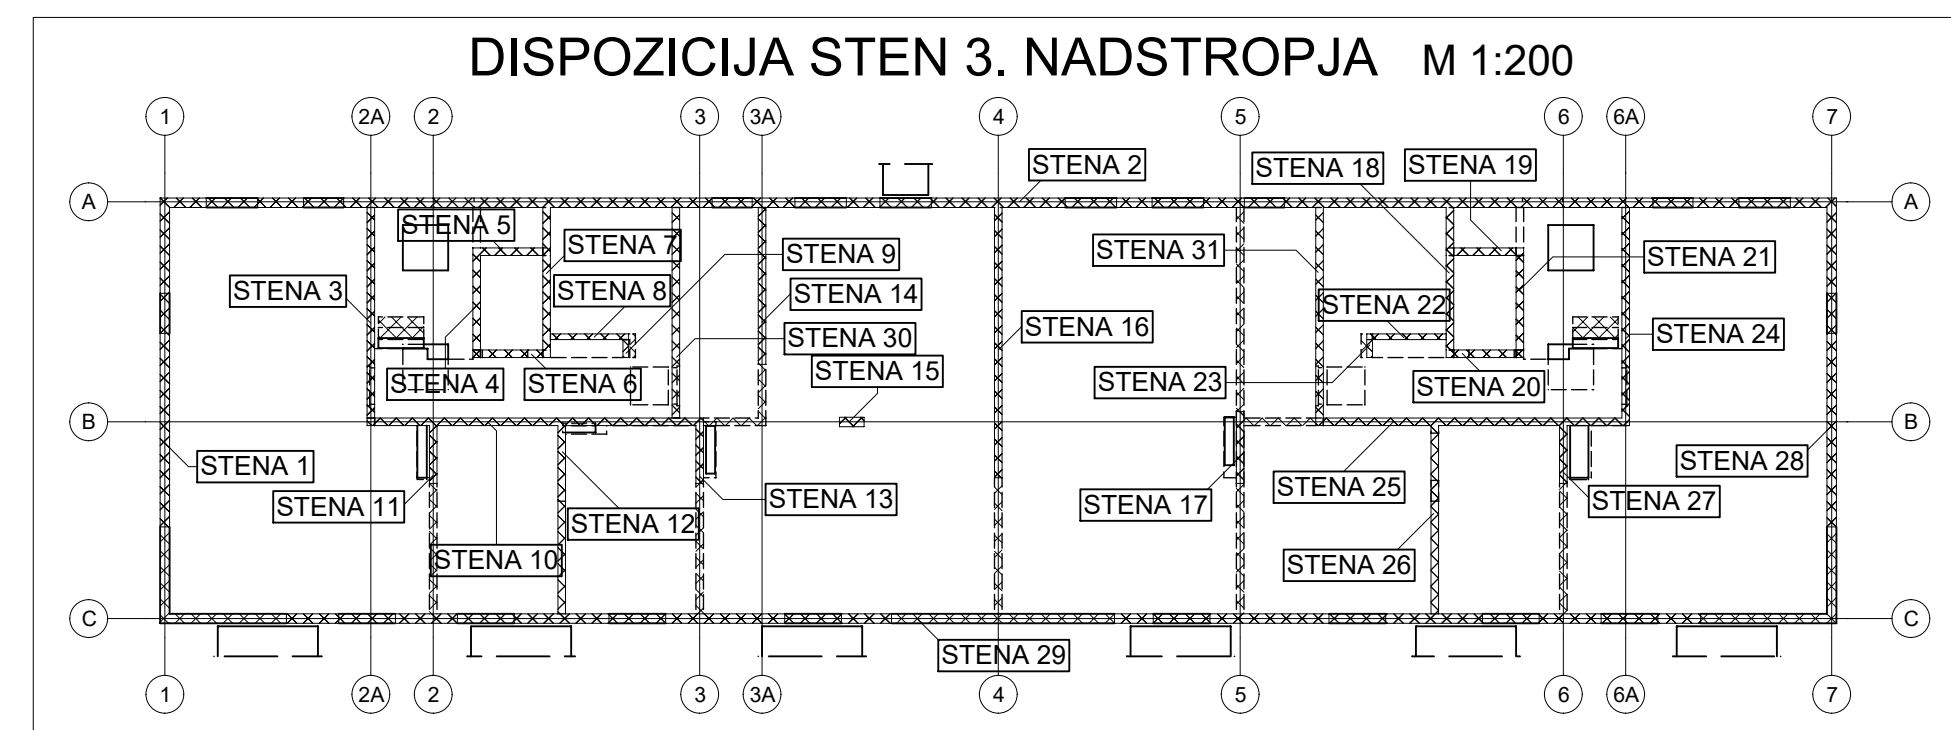 DISPOZICIJA STEN 3. NADSTROPJA M 1:200
1 2A 2 3 3A 4 5 6 6A 7
STENA 2
STENA 18
STENA 19
A
A
STENA 5
STENA 7
STENA 9
STENA 31
STENA 21
STENA 3
STENA 8
STENA 14
STENA 22
STENA 30
STENA 16
STENA 24
STENA 15
STENA 4
STENA 6
STENA 23
STENA 20
B
B
STENA 1
STENA 28
STENA 25
STENA 11
STENA 13
STENA 17
STENA 27
STENA 12
STENA 10
STENA 26
C
C
STENA 29
1 2A 2 3 3A 4 5 6 6A 7